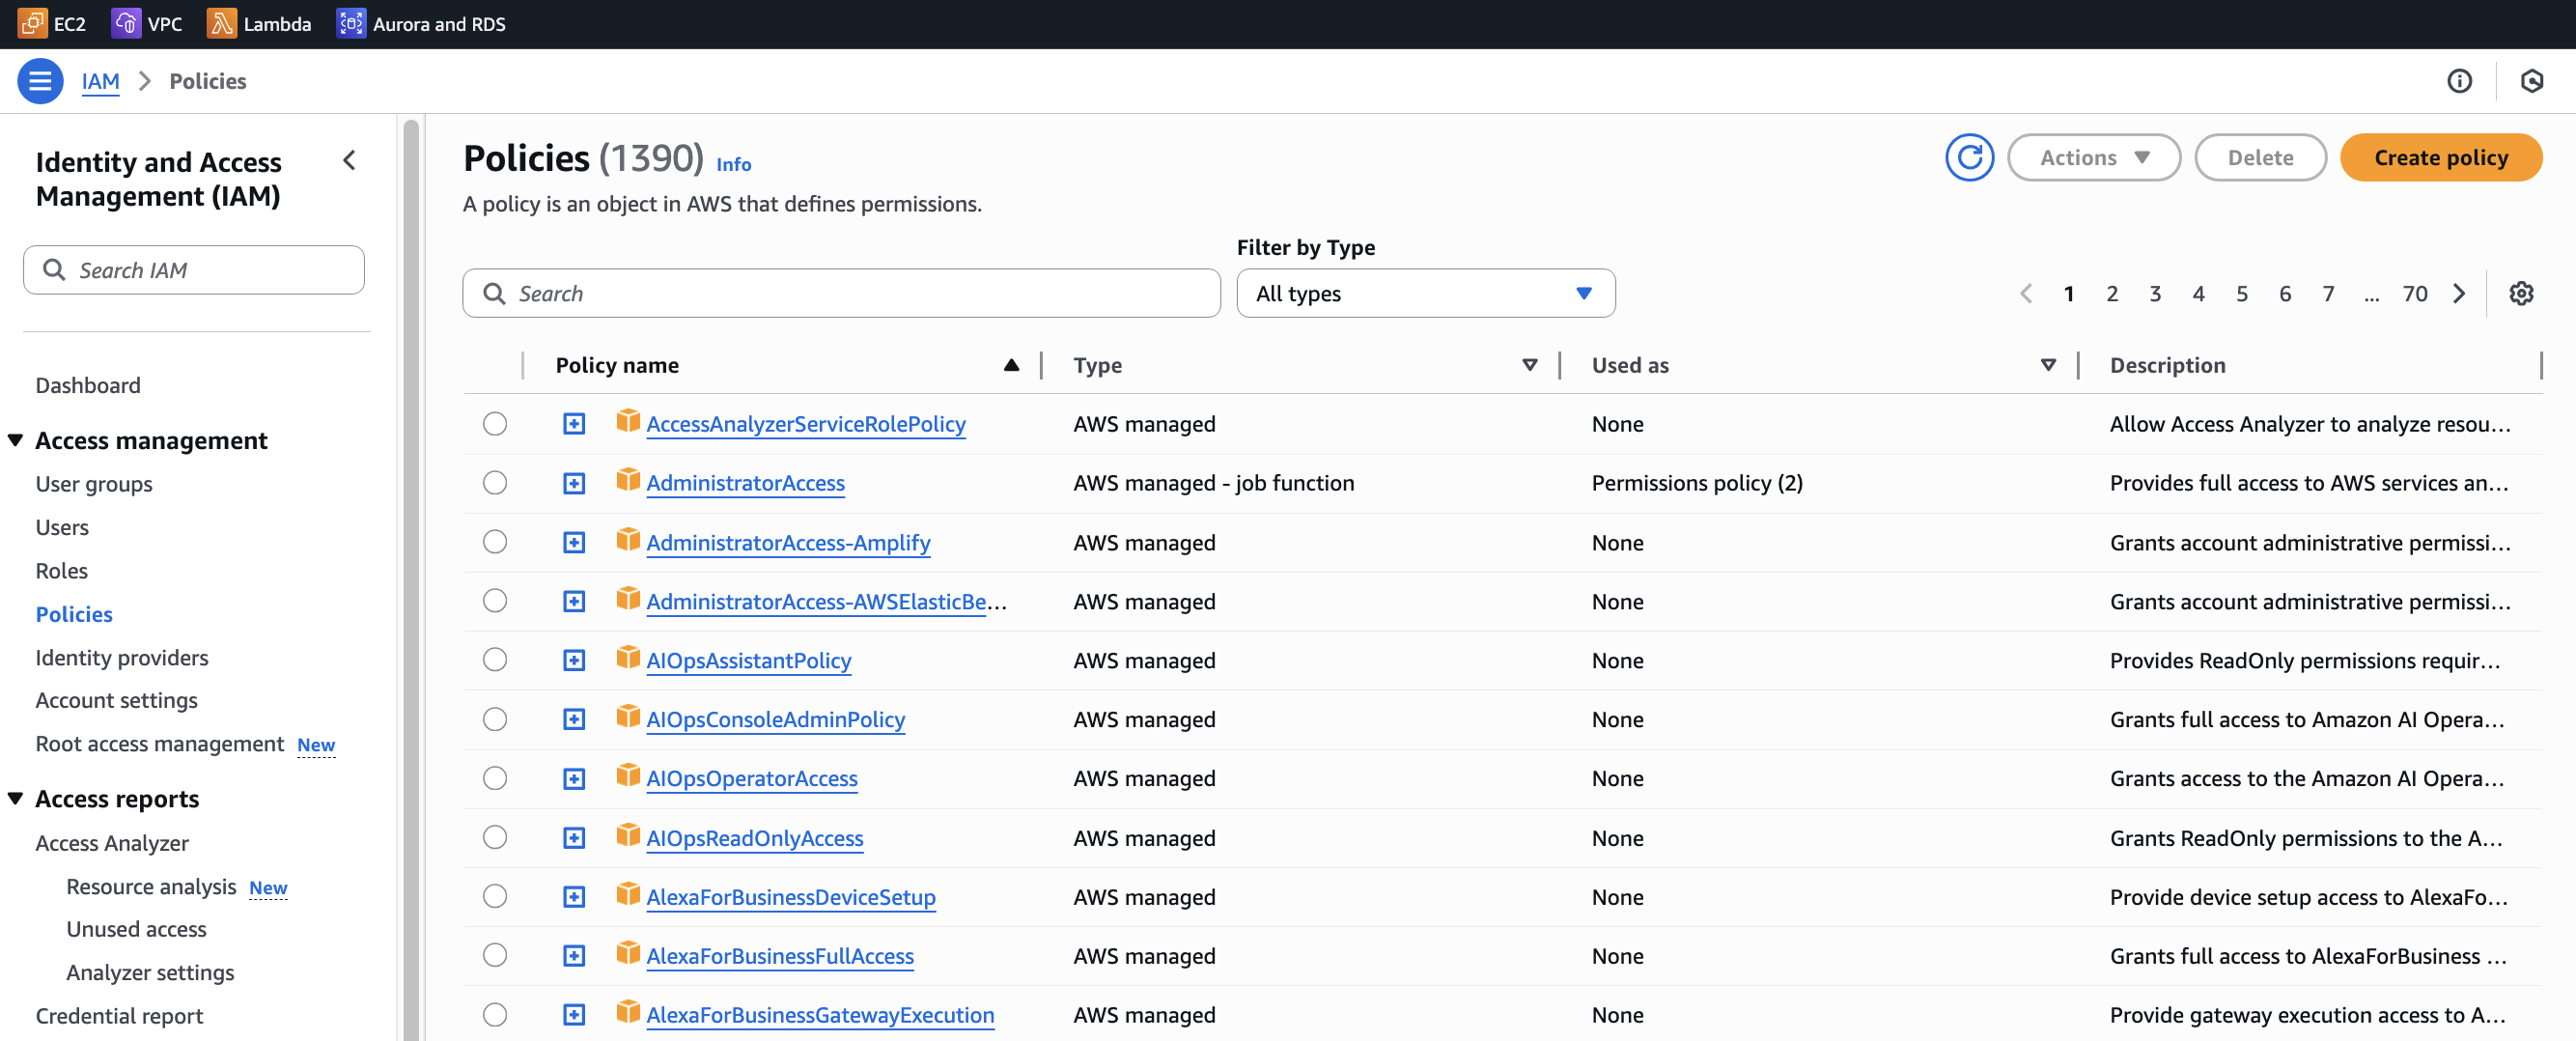 EC2 VPC Lambda Aurora and RDS
IAM > Policies
Identity and Access
Management (IAM)
Search IAM
Dashboard
Access management
User groups
Users
Roles
Policies
Identity providers
Account settings
Root access management New
Access reports
Access Analyzer
Resource analysis New
Unused access
Analyzer settings
Credential report
Policies (1390) Info
A policy is an object in AWS that defines permissions.
Actions Delete Create policy
Filter by Type
Search All types 1 2 3 4 5 6 7 ... 70
Policy name Type Used as Description
AccessAnalyzerServiceRolePolicy AWS managed None Allow Access Analyzer to analyze resou...
AdministratorAccess AWS managed - job function Permissions policy (2) Provides full access to AWS services an...
AdministratorAccess-Amplify AWS managed None Grants account administrative permissi...
AdministratorAccess-AWSElasticBe... AWS managed None Grants account administrative permissi...
AIOpsAssistantPolicy AWS managed None Provides ReadOnly permissions requir...
AIOpsConsoleAdminPolicy AWS managed None Grants full access to Amazon AI Opera...
AIOpsOperatorAccess AWS managed None Grants access to the Amazon AI Opera...
AIOpsReadOnlyAccess AWS managed None Grants ReadOnly permissions to the A...
AlexaForBusinessDeviceSetup AWS managed None Provide device setup access to AlexaFo...
AlexaForBusinessFullAccess AWS managed None Grants full access to AlexaForBusiness ...
AlexaForBusinessGatewayExecution AWS managed None Provide gateway execution access to A...